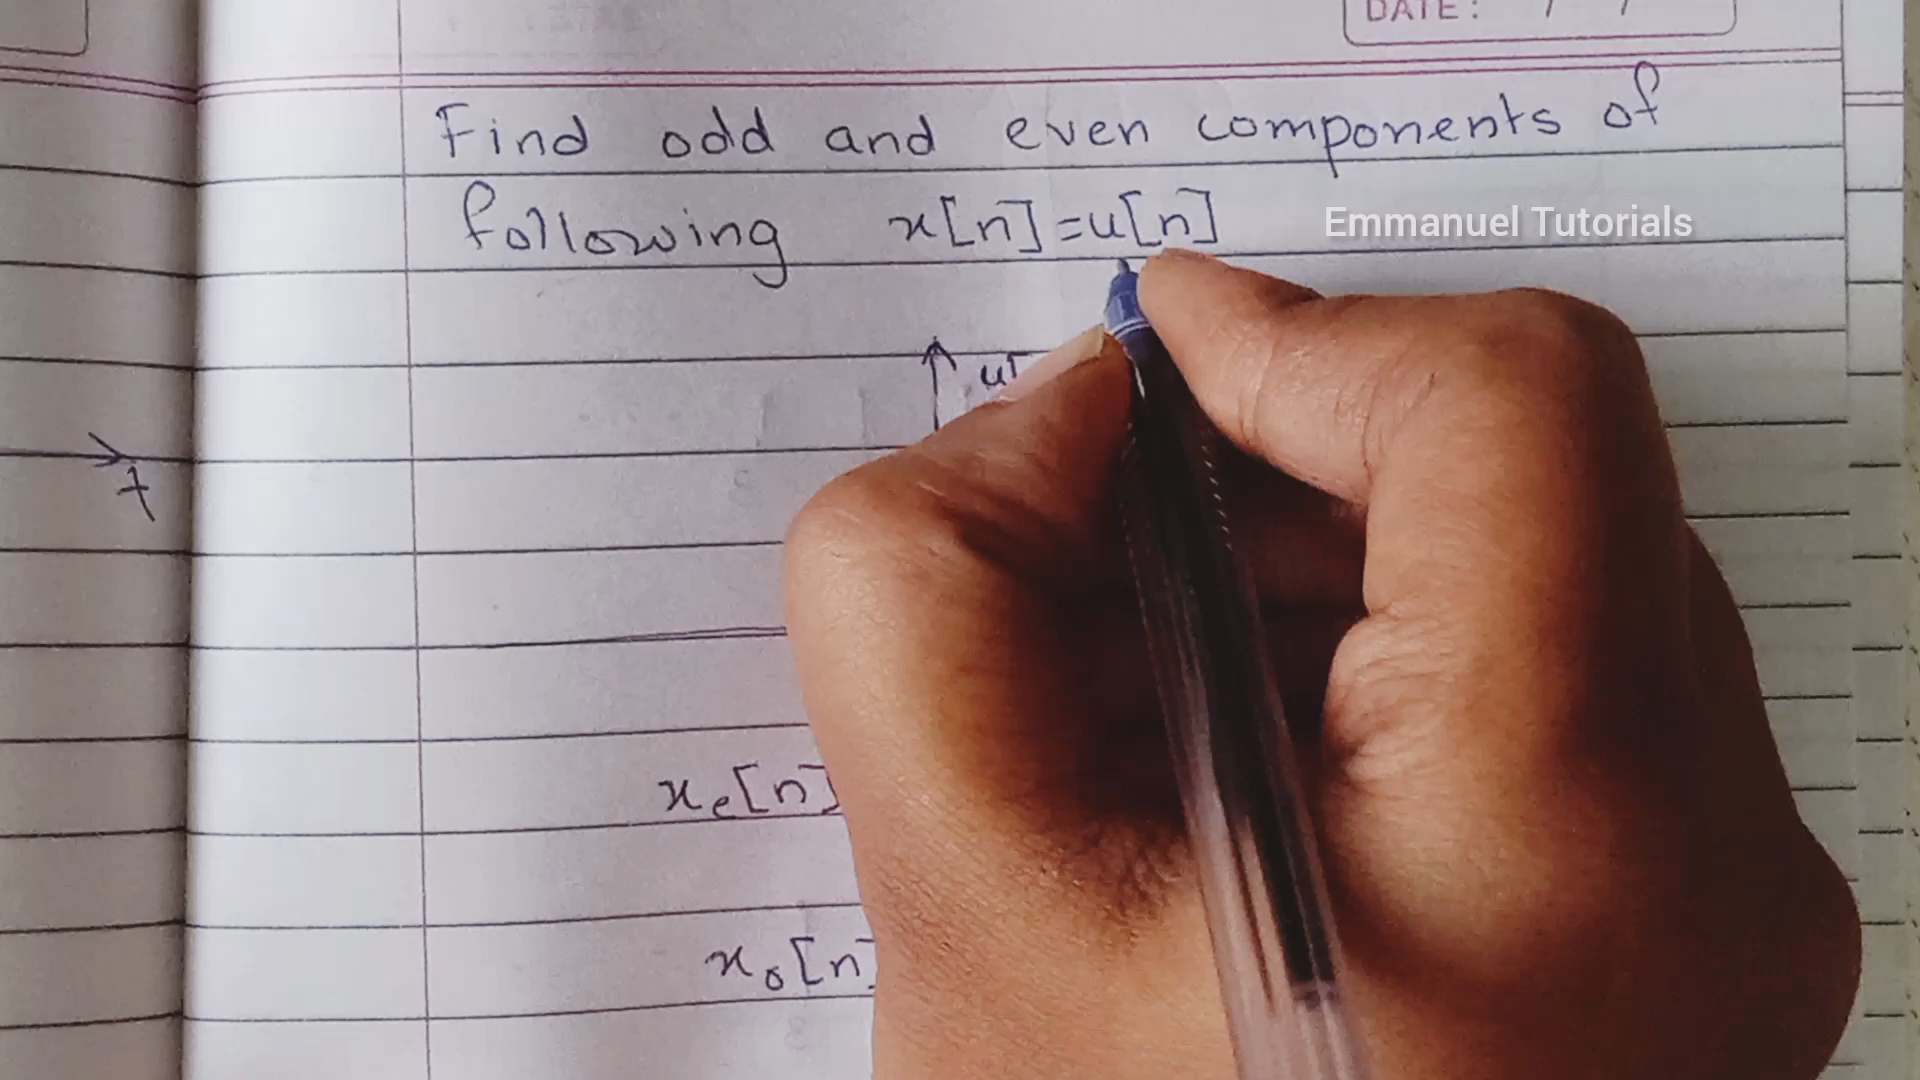 DATE: / /
Find odd and even components of
following x[n]=u[n]
Emmanuel Tutorials
u[
t
xe[n]
xo[n]